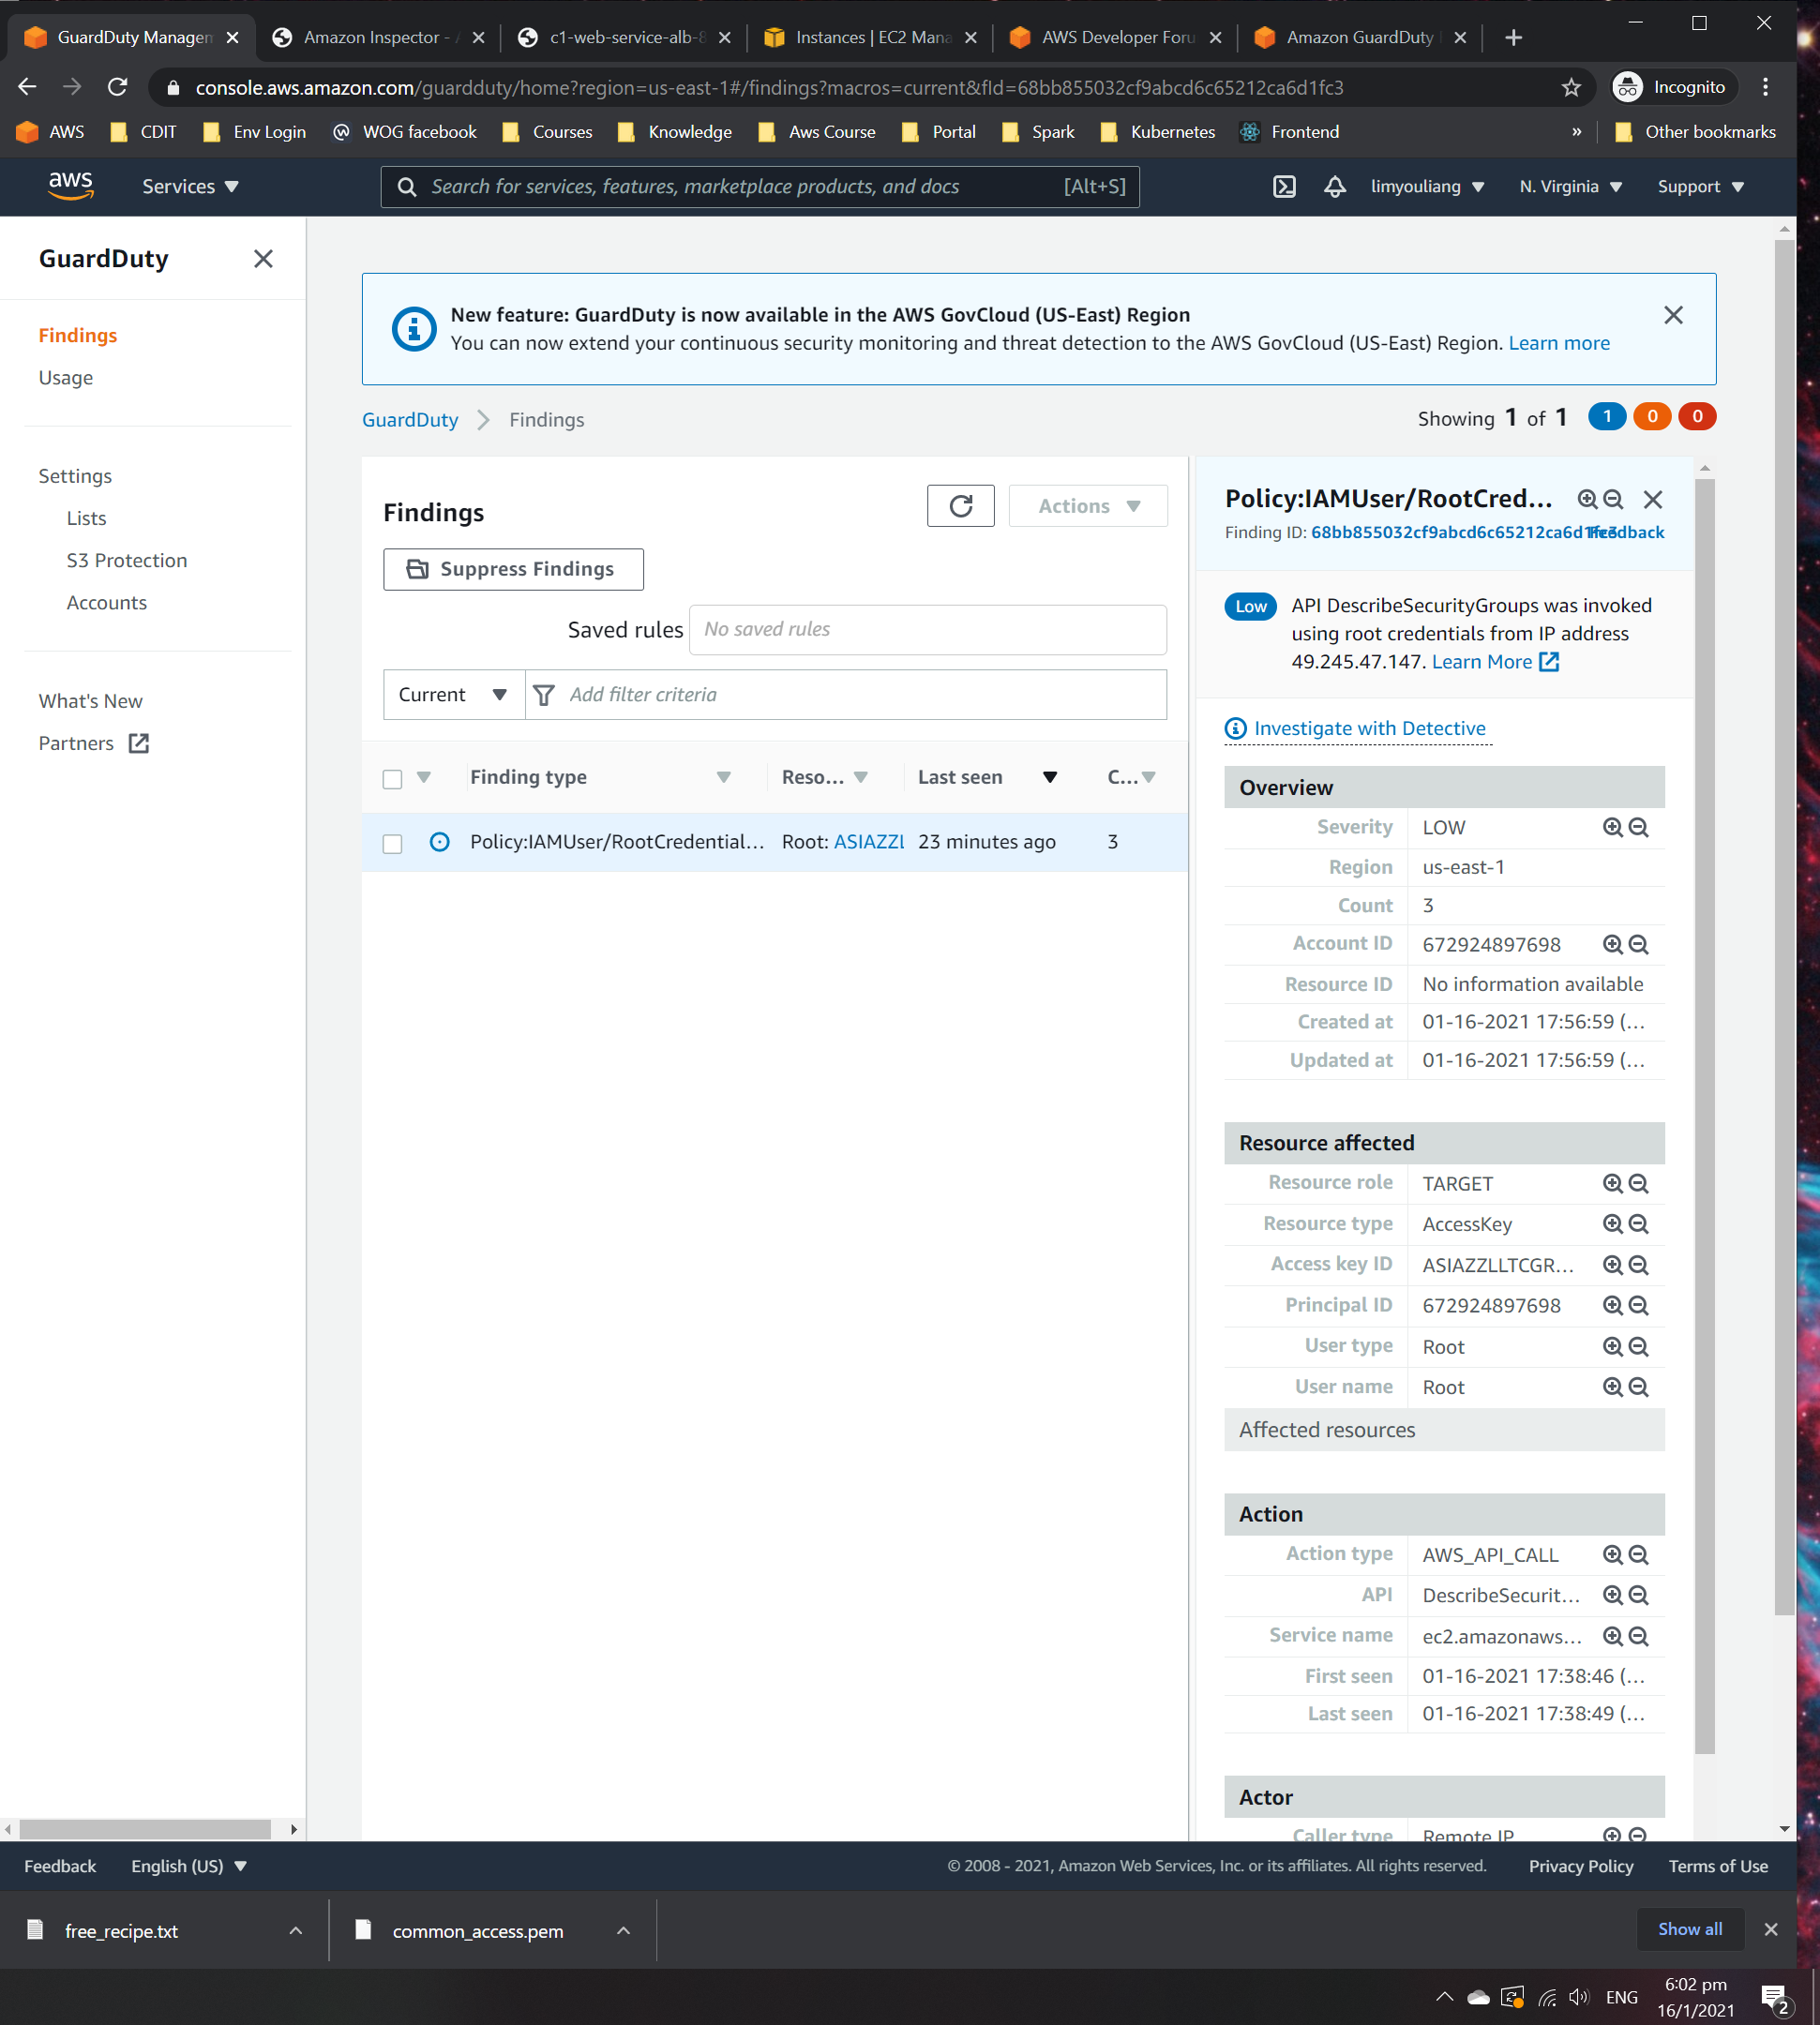 GuardDuty Managem
Amazon Inspector - A
c1-web-service-alb-8
Instances | EC2 Mana
AWS Developer Foru
Amazon GuardDuty
console.aws.amazon.com/guardduty/home?region=us-east-1#/findings?macros=current&fId=68bb855032cf9abcd6c65212ca6d1fc3
Incognito
AWS CDIT Env Login WOG facebook Courses Knowledge Aws Course Portal Spark Kubernetes Frontend » Other bookmarks
aws Services Search for services, features, marketplace products, and docs [Alt+S] limyouliang N. Virginia Support
GuardDuty
Findings
Usage
Settings
Lists
S3 Protection
Accounts
What's New
Partners
New feature: GuardDuty is now available in the AWS GovCloud (US-East) Region
You can now extend your continuous security monitoring and threat detection to the AWS GovCloud (US-East) Region. Learn more
GuardDuty Findings
Showing 1 of 1 1 0 0
Findings
Actions
Suppress Findings
Saved rules No saved rules
Current Add filter criteria
Finding type Reso... Last seen C...
Policy:IAMUser/RootCredential... Root: ASIAZZL 23 minutes ago 3
Policy:IAMUser/RootCred...
Finding ID: 68bb855032cf9abcd6c65212ca6d1fc3 Feedback
Low API DescribeSecurityGroups was invoked
using root credentials from IP address
49.245.47.147. Learn More
Investigate with Detective
Overview
Severity LOW
Region us-east-1
Count 3
Account ID 672924897698
Resource ID No information available
Created at 01-16-2021 17:56:59 (...
Updated at 01-16-2021 17:56:59 (...
Resource affected
Resource role TARGET
Resource type AccessKey
Access key ID ASIAZZLLTCGR...
Principal ID 672924897698
User type Root
User name Root
Affected resources
Action
Action type AWS_API_CALL
API DescribeSecurit...
Service name ec2.amazonaws...
First seen 01-16-2021 17:38:46 (...
Last seen 01-16-2021 17:38:49 (...
Actor
Caller type Remote IP
Feedback English (US) © 2008 - 2021, Amazon Web Services, Inc. or its affiliates. All rights reserved. Privacy Policy Terms of Use
free_recipe.txt common_access.pem Show all
ENG
6:02 pm
16/1/2021
2